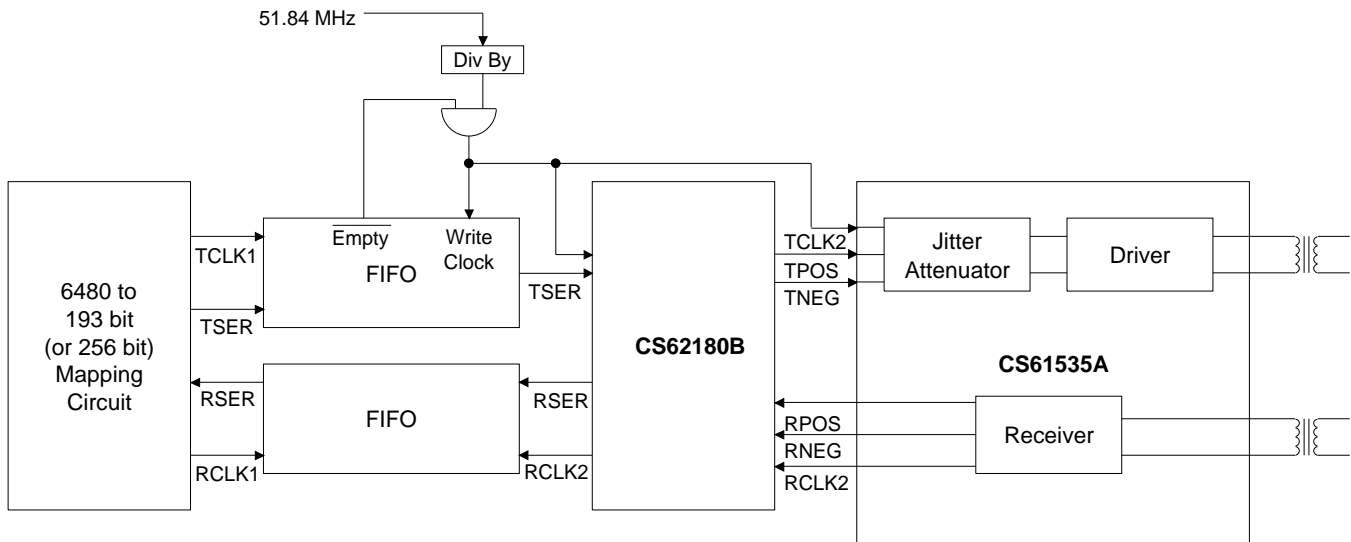 51.84 MHz
Div By
Empty
Write
Clock
FIFO
TCLK1
TSER
TSER
6480 to
193 bit
(or 256 bit)
Mapping
Circuit
RSER
RCLK1
FIFO
RSER
RCLK2
CS62180B
TCLK2
TPOS
TNEG
Jitter
Attenuator
Driver
CS61535A
RPOS
RNEG
RCLK2
Receiver